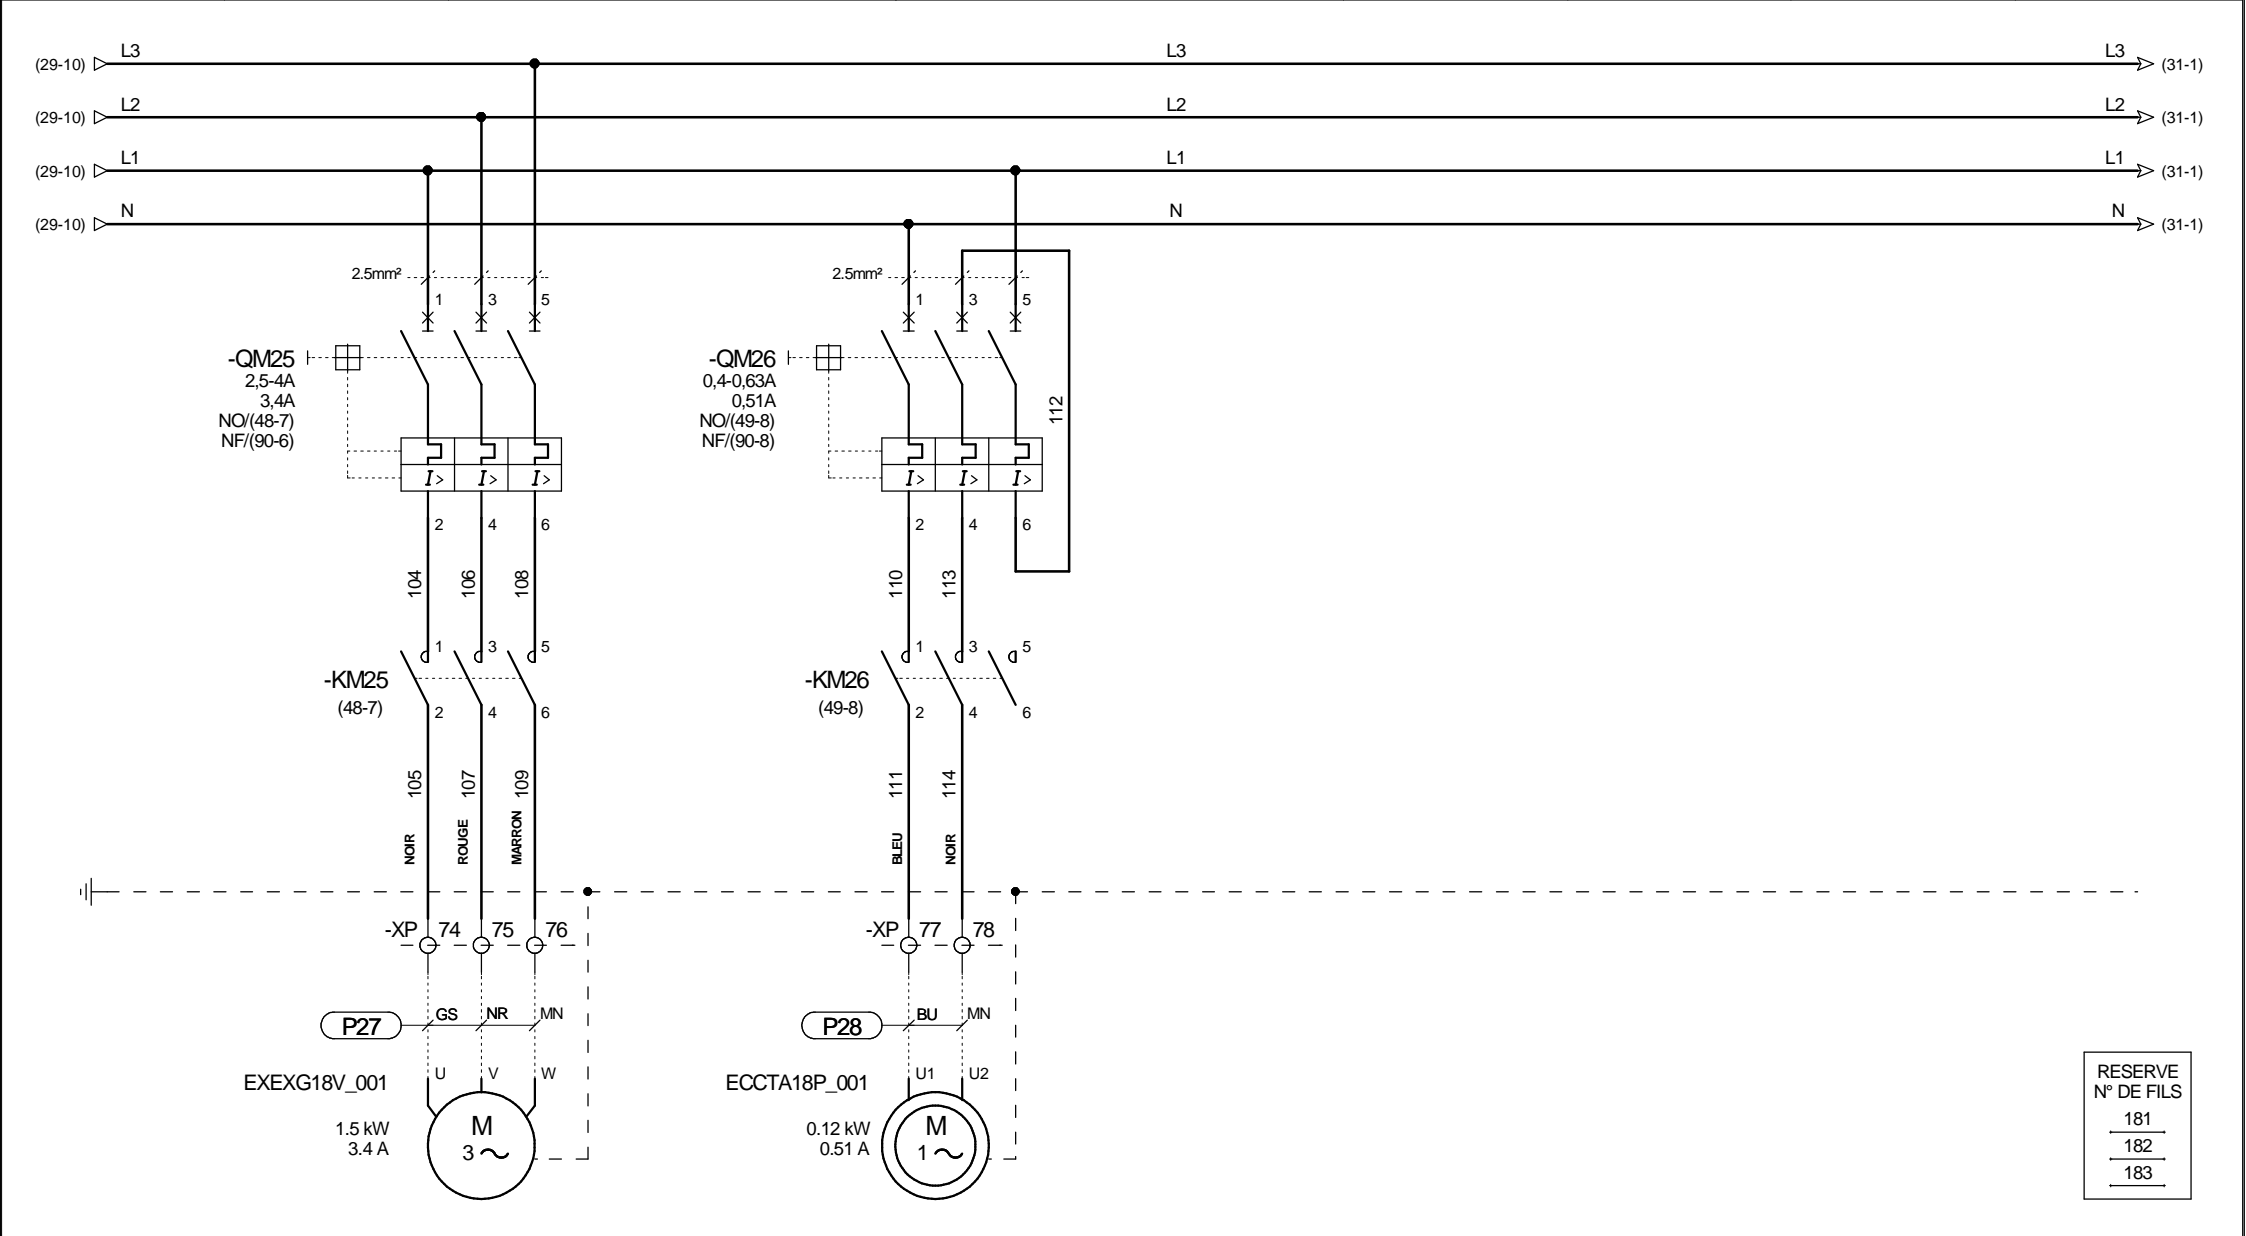 L3 L3 L3
(29-10) (31-1)
L2 L2 L2
(29-10) (31-1)
L1 L1 L1
(29-10) (31-1)
N N N
(29-10) (31-1)
2.5mm²
1 3 5
-QM25
2,5-4A
3,4A
NO/(48-7)
NF/(90-6)
I> I> I>
2 4 6
104 106 108
1 3 5
-KM25
(48-7)
2 4 6
105 107 109
NOIR ROUGE MARRON
-XP 74 75 76
P27 GS NR MN
U V W
EXEXG18V_001
1.5 kW
3.4 A
M
3
2.5mm²
1 3 5
-QM26
0,4-0,63A
0,51A
NO/(49-8)
NF/(90-8)
112
I> I> I>
2 4 6
110 113
1 3 5
-KM26
(49-8)
2 4 6
111 114
BLEU NOIR
-XP 77 78
P28 BU MN
U1 U2
ECCTA18P_001
0.12 kW
0.51 A
M
1
RESERVE
N° DE FILS
181
182
183